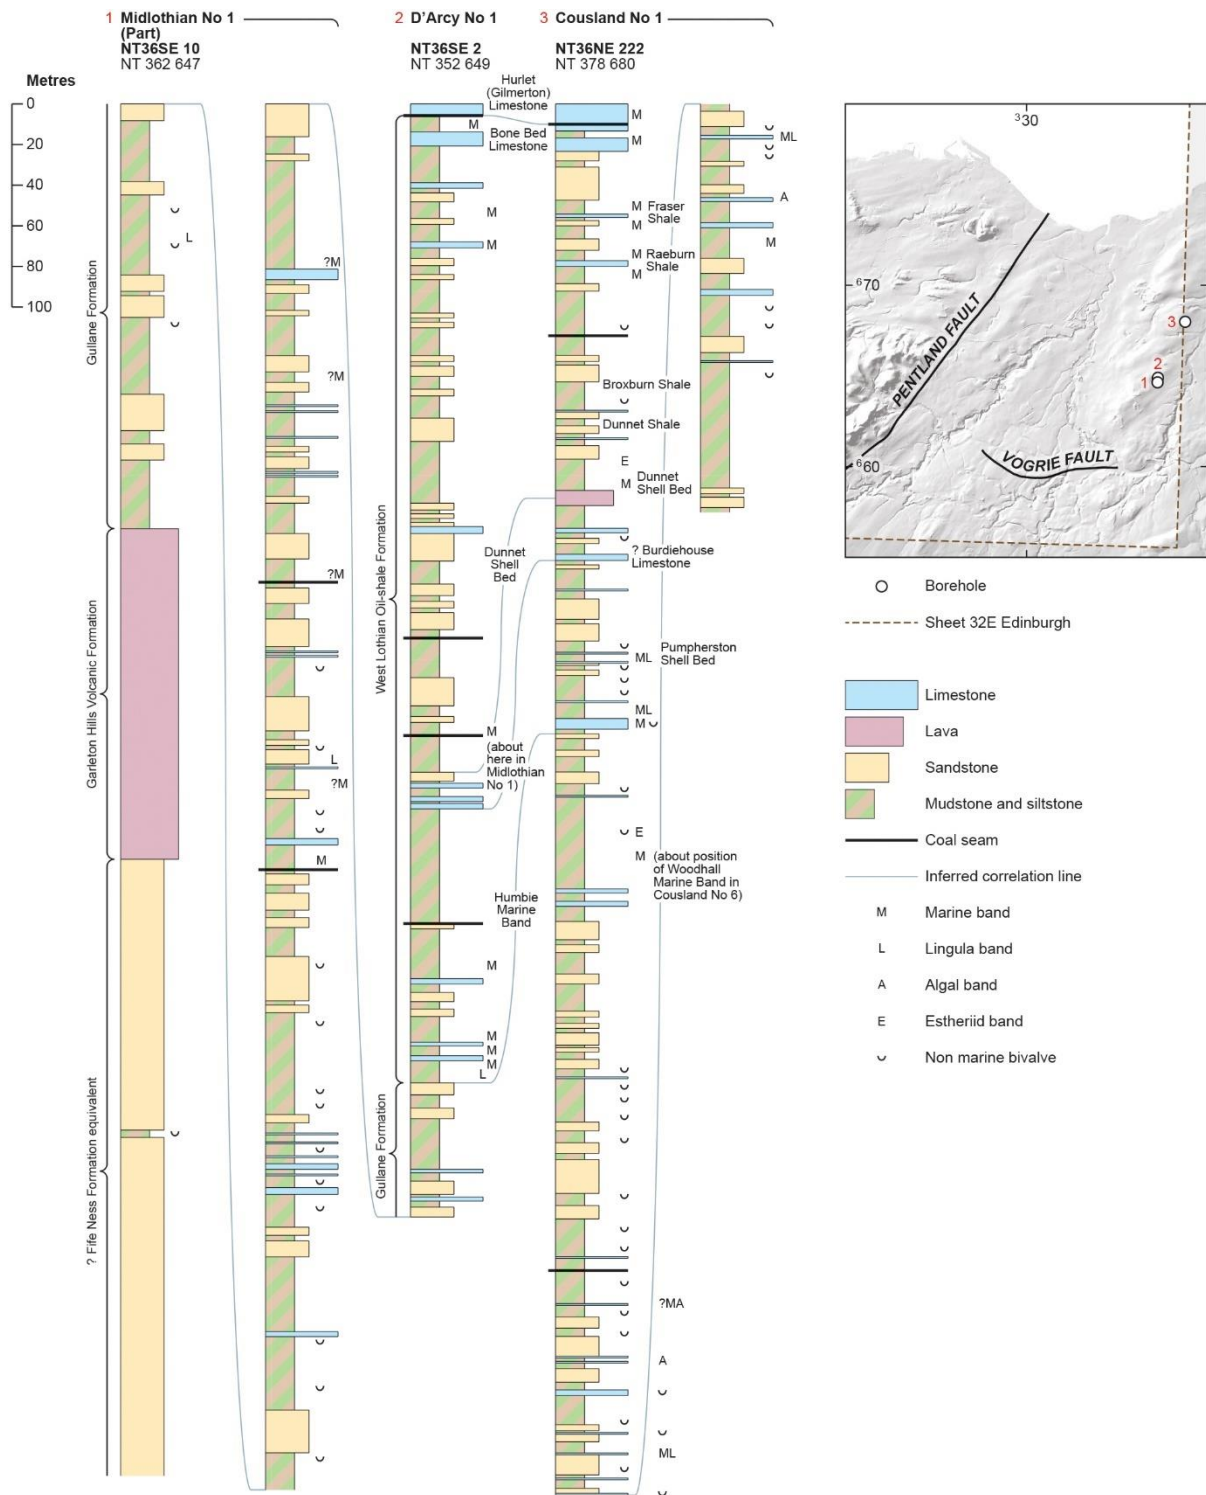 1 Midlothian No 1
(Part)
NT36SE 10
NT 362 647
2 D'Arcy No 1
NT36SE 2
NT 352 649
3 Cousland No 1
NT36NE 222
NT 378 680
Metres
0
20
40
60
80
100
Gullane Formation
Garleton Hills Volcanic Formation
? Fife Ness Formation equivalent
L
?M
?M
?M
L
?M
M
West Lothian Oil-shale Formation
Gullane Formation
Hurlet
(Gilmerton)
Limestone
M
Bone Bed
Limestone
M
M
Dunnet
Shell
Bed
M
(about
here in
Midlothian
No 1)
Humbie
Marine
Band
M
M
M
M
L
M
M
M Fraser
M Shale
M Raeburn
M Shale
Broxburn Shale
Dunnet Shale
E
M Dunnet
Shell Bed
? Burdiehouse
Limestone
Pumpherston
ML Shell Bed
ML
M
E
M (about position
of Woodhall
Marine Band in
Cousland No 6)
?MA
A
ML
ML
A
M
330
670
660
PENTLAND FAULT
VOGRIE FAULT
3
2
1
Borehole
Sheet 32E Edinburgh
Limestone
Lava
Sandstone
Mudstone and siltstone
Coal seam
Inferred correlation line
M Marine band
L Lingula band
A Algal band
E Estheriid band
Non marine bivalve